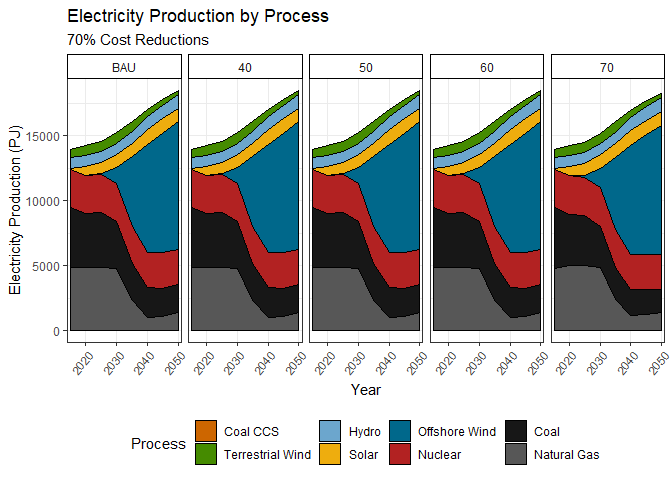 Electricity Production by Process
70% Cost Reductions
BAU 40 50 60 70
Electricity Production (PJ)
15000
10000
5000
0
2020 2030 2040 2050 2020 2030 2040 2050 2020 2030 2040 2050 2020 2030 2040 2050 2020 2030 2040 2050
Year
Process
Coal CCS Hydro Offshore Wind Coal
Terrestrial Wind Solar Nuclear Natural Gas